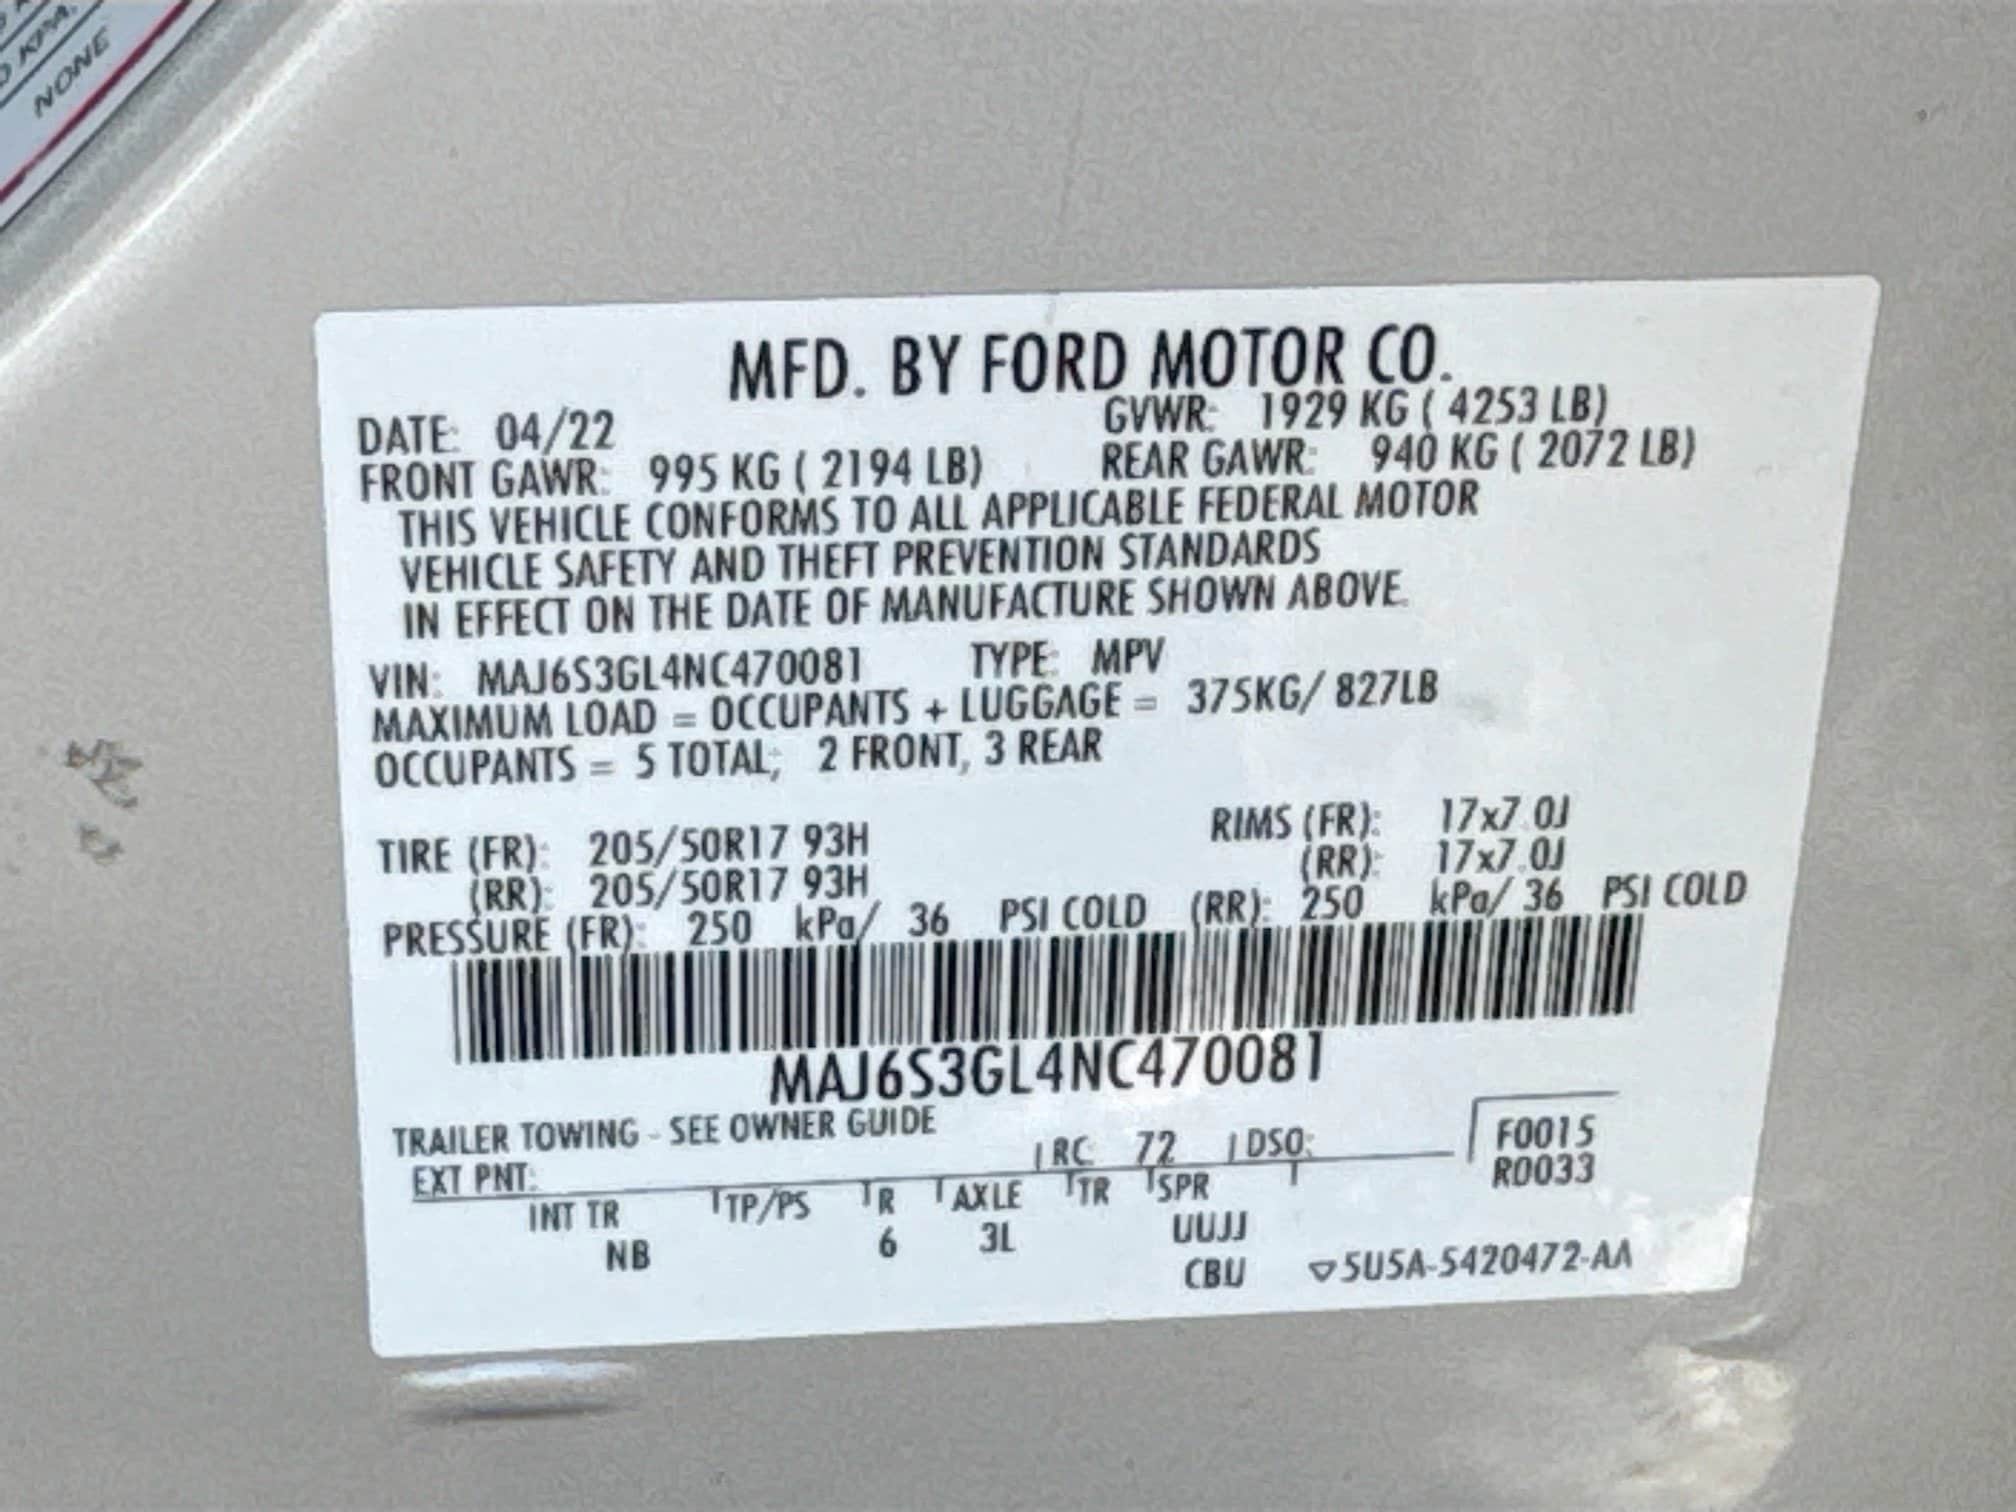 KPA,
NONE
MFD. BY FORD MOTOR CO.
DATE: 04/22 GVWR: 1929 KG ( 4253 LB)
FRONT GAWR: 995 KG ( 2194 LB) REAR GAWR: 940 KG ( 2072 LB)
THIS VEHICLE CONFORMS TO ALL APPLICABLE FEDERAL MOTOR
VEHICLE SAFETY AND THEFT PREVENTION STANDARDS
IN EFFECT ON THE DATE OF MANUFACTURE SHOWN ABOVE.
VIN: MAJ6S3GL4NC470081 TYPE: MPV
MAXIMUM LOAD = OCCUPANTS + LUGGAGE = 375KG/ 827LB
OCCUPANTS = 5 TOTAL; 2 FRONT, 3 REAR
TIRE (FR): 205/50R17 93H RIMS (FR): 17x7.0J
(RR): 205/50R17 93H (RR): 17x7.0J
PRESSURE (FR): 250 kPa/ 36 PSI COLD (RR): 250 kPa/ 36 PSI COLD
MAJ6S3GL4NC470081
TRAILER TOWING - SEE OWNER GUIDE
EXT PNT: RC: 72 DSO: F0015
R0033
INT TR TP/PS R AXLE TR SPR
NB 6 3L UUJJ
CBU ▽5U5A-5420472-AA